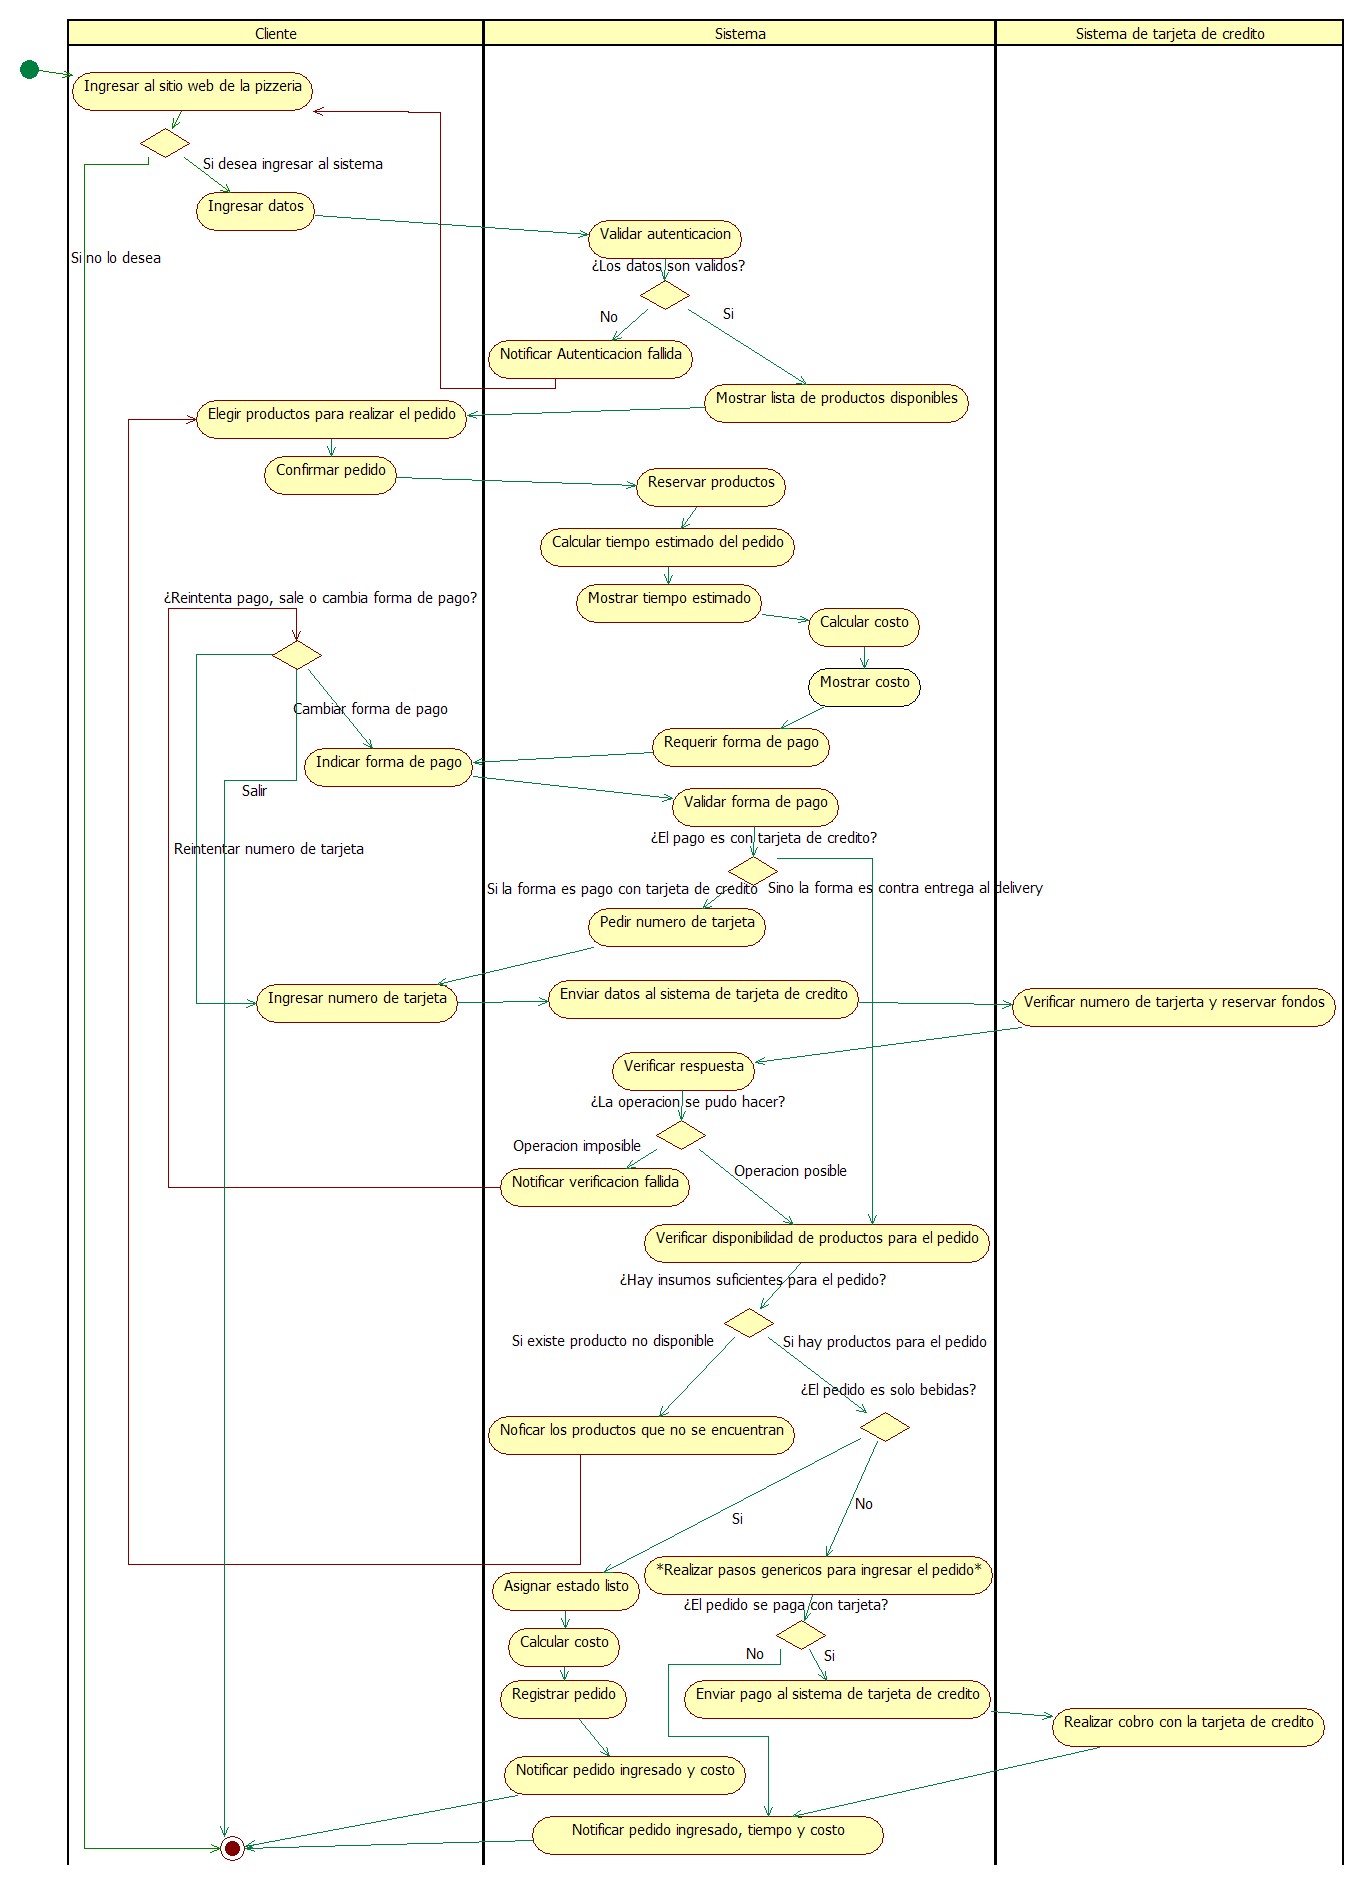 Cliente
Sistema
Sistema de tarjeta de credito
Ingresar al sitio web de la pizzeria
Si desea ingresar al sistema
Ingresar datos
Validar autenticacion
Si no lo desea
¿Los datos son validos?
No
Si
Notificar Autenticacion fallida
Mostrar lista de productos disponibles
Elegir productos para realizar el pedido
Confirmar pedido
Reservar productos
Calcular tiempo estimado del pedido
Mostrar tiempo estimado
¿Reintenta pago, sale o cambia forma de pago?
Calcular costo
Mostrar costo
Cambiar forma de pago
Requerir forma de pago
Indicar forma de pago
Salir
Validar forma de pago
¿El pago es con tarjeta de credito?
Reintentar numero de tarjeta
Si la forma es pago con tarjeta de credito
Sino la forma es contra entrega al delivery
Pedir numero de tarjeta
Ingresar numero de tarjeta
Enviar datos al sistema de tarjeta de credito
Verificar numero de tarjerta y reservar fondos
Verificar respuesta
¿La operacion se pudo hacer?
Operacion imposible
Operacion posible
Notificar verificacion fallida
Verificar disponibilidad de productos para el pedido
¿Hay insumos suficientes para el pedido?
Si existe producto no disponible
Si hay productos para el pedido
¿El pedido es solo bebidas?
Noficar los productos que no se encuentran
No
Si
*Realizar pasos genericos para ingresar el pedido*
Asignar estado listo
¿El pedido se paga con tarjeta?
Calcular costo
No
Si
Registrar pedido
Enviar pago al sistema de tarjeta de credito
Realizar cobro con la tarjeta de credito
Notificar pedido ingresado y costo
Notificar pedido ingresado, tiempo y costo